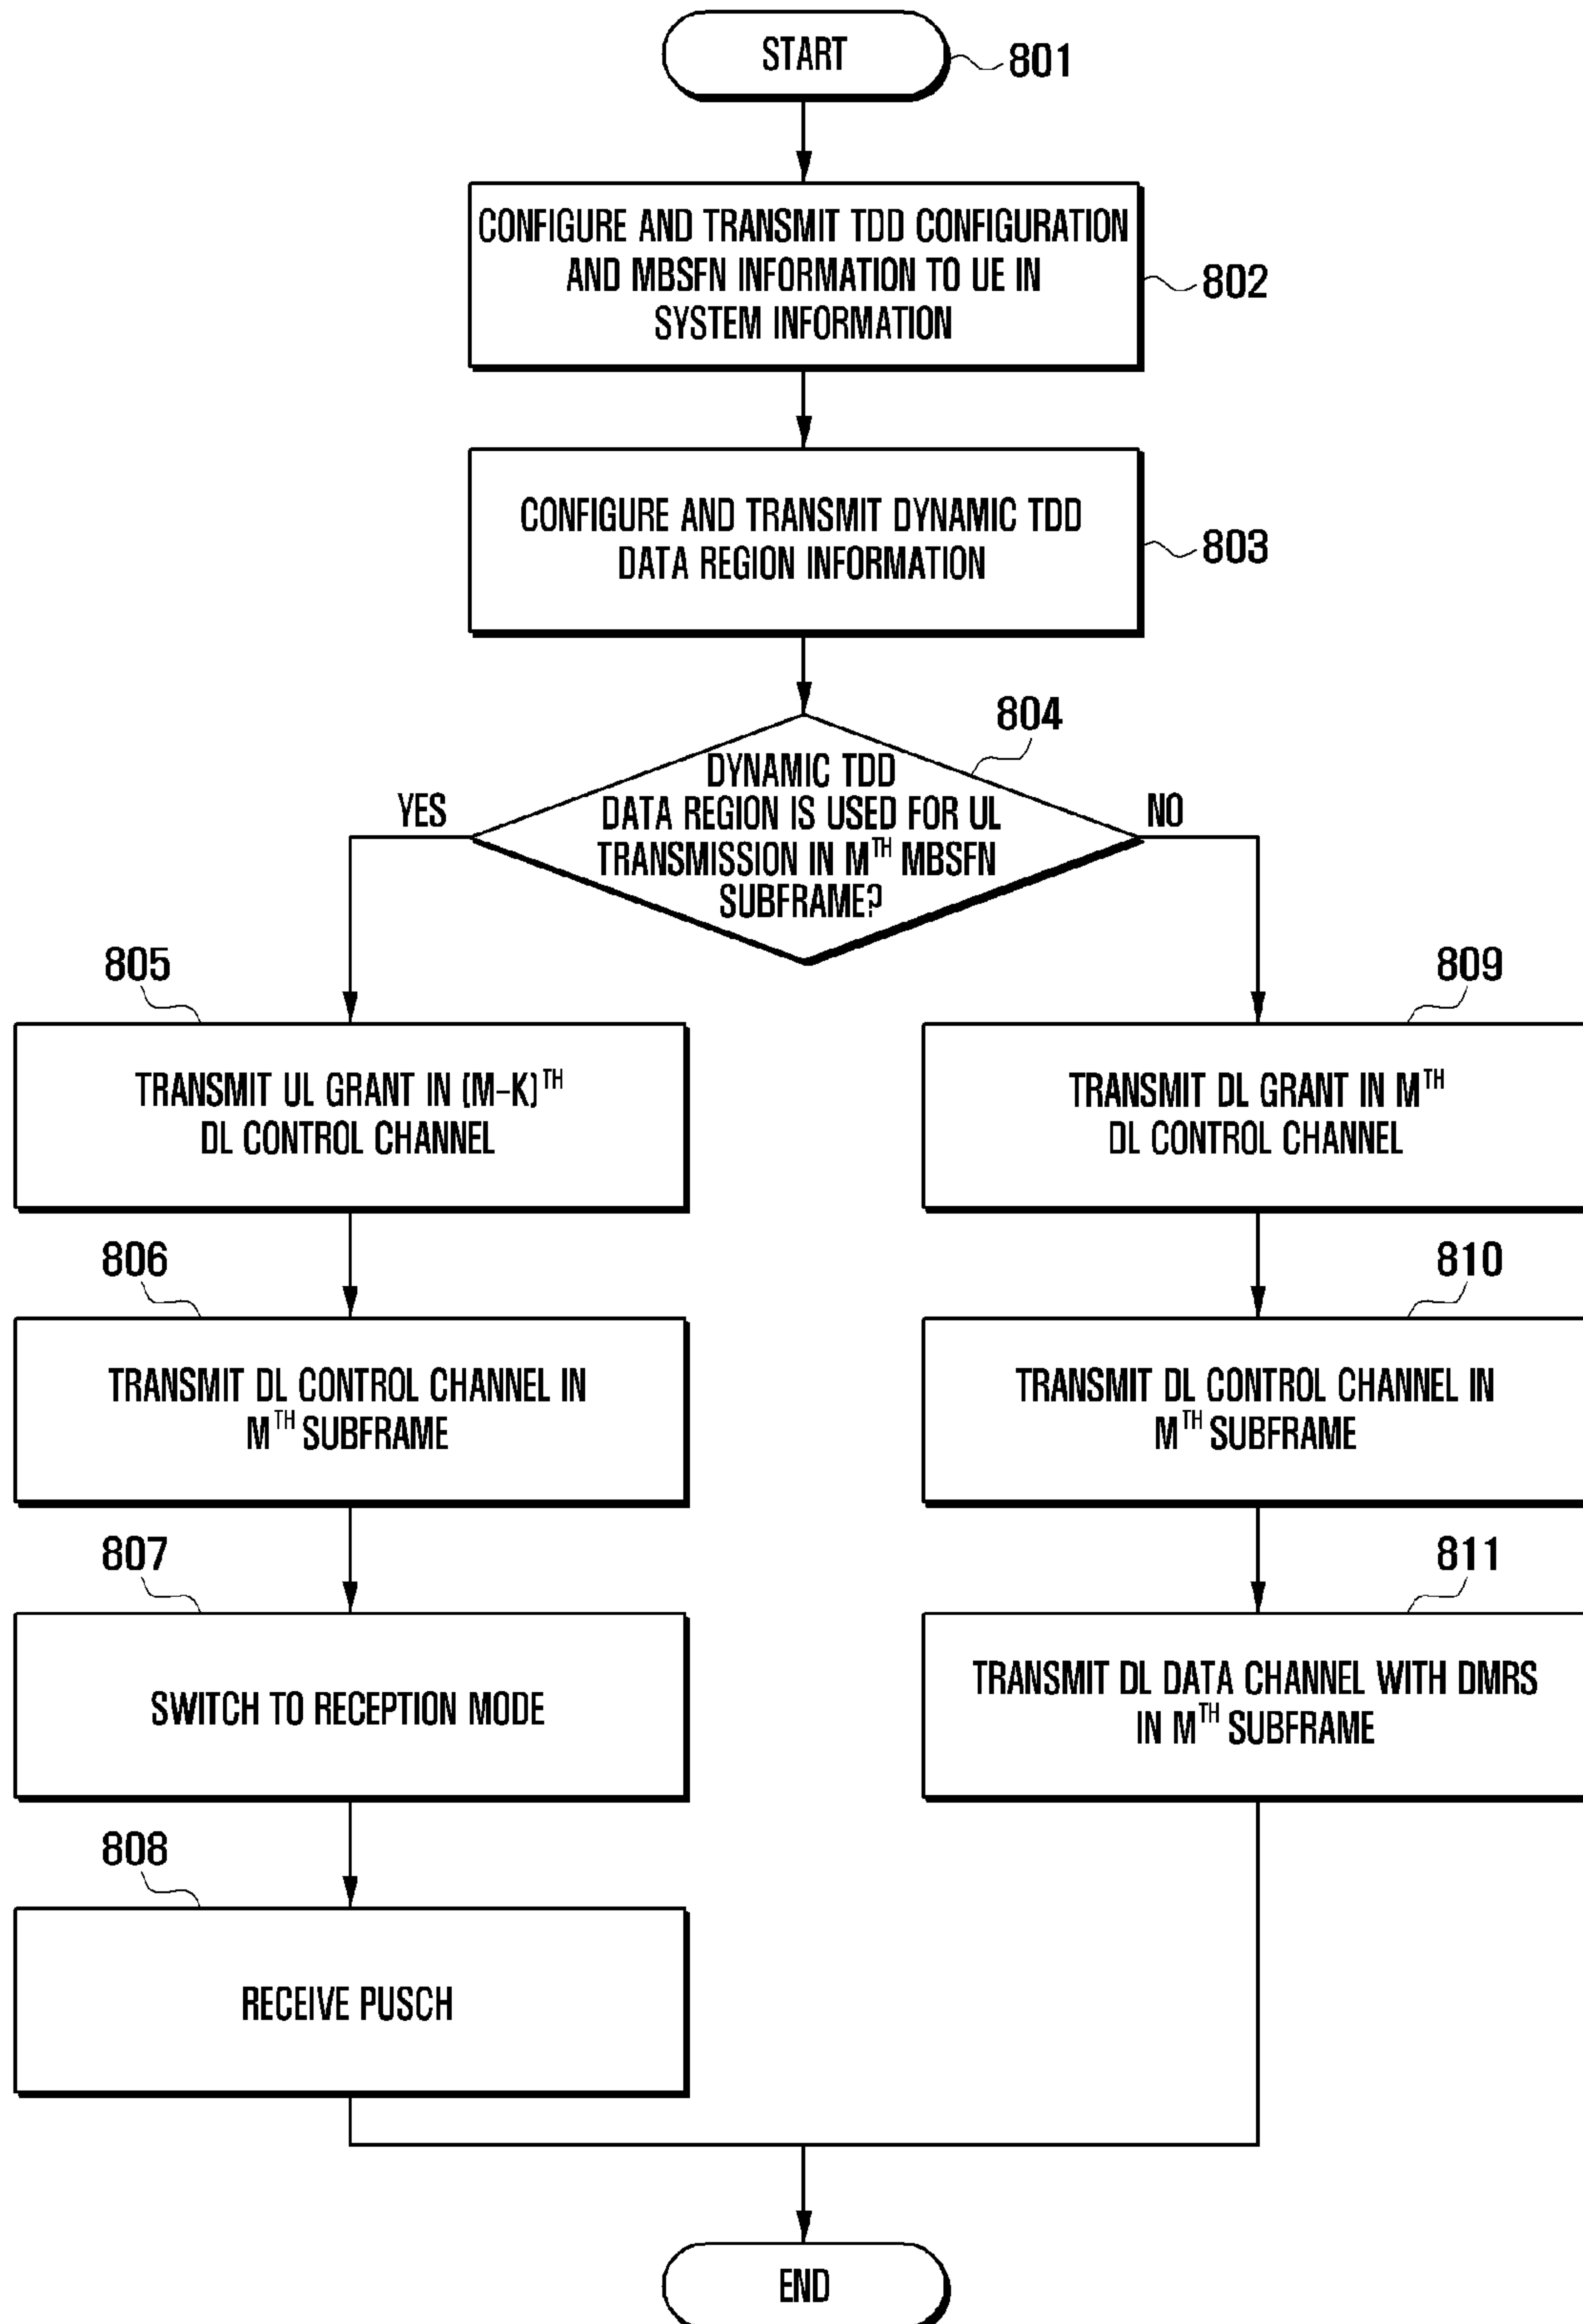 START
801
CONFIGURE AND TRANSMIT TDD CONFIGURATION
AND MBSFN INFORMATION TO UE IN
SYSTEM INFORMATION
802
CONFIGURE AND TRANSMIT DYNAMIC TDD
DATA REGION INFORMATION
803
804
DYNAMIC TDD
DATA REGION IS USED FOR UL
TRANSMISSION IN MTH MBSFN
SUBFRAME?
YES
NO
805
TRANSMIT UL GRANT IN (M-K)TH
DL CONTROL CHANNEL
806
TRANSMIT DL CONTROL CHANNEL IN
MTH SUBFRAME
807
SWITCH TO RECEPTION MODE
808
RECEIVE PUSCH
809
TRANSMIT DL GRANT IN MTH
DL CONTROL CHANNEL
810
TRANSMIT DL CONTROL CHANNEL IN
MTH SUBFRAME
811
TRANSMIT DL DATA CHANNEL WITH DMRS
IN MTH SUBFRAME
END